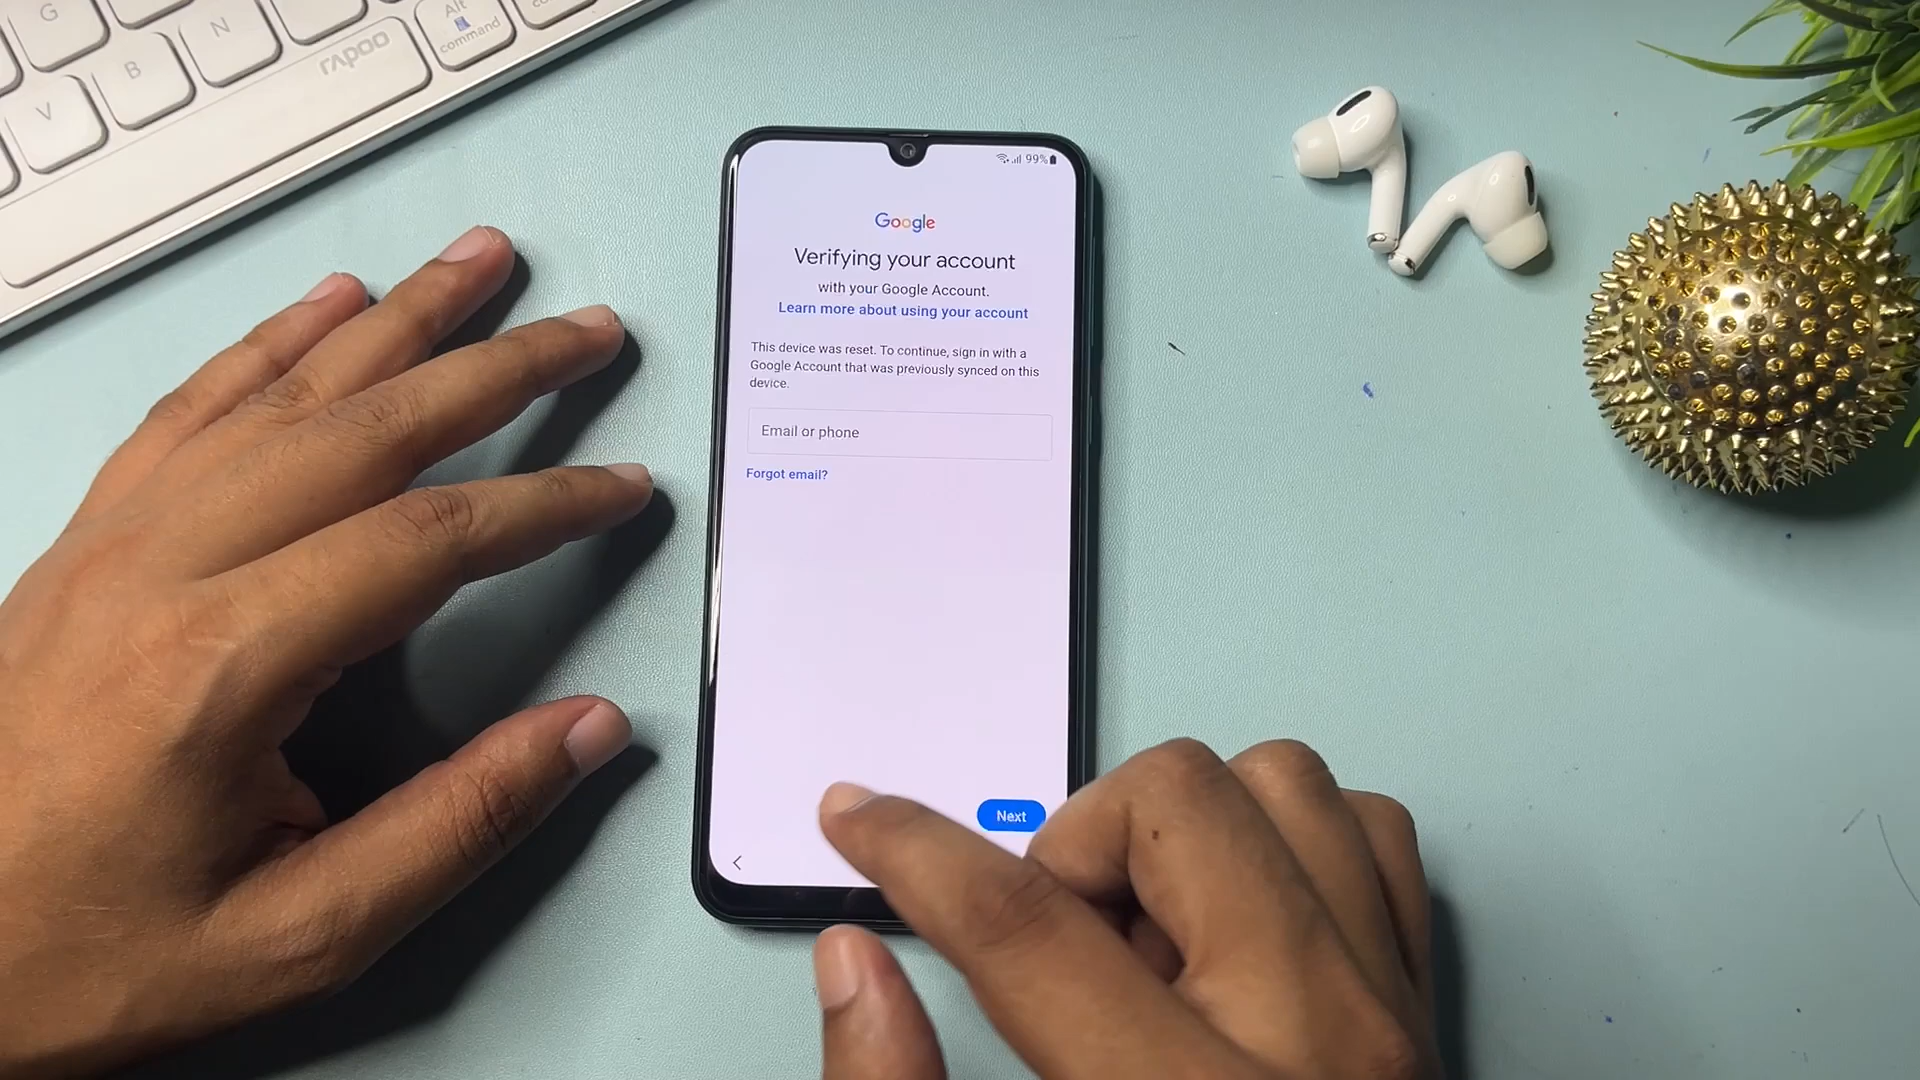 G
N
Alt
command
B
V
rapoo
99%
Google
Verifying your account
with your Google Account.
Learn more about using your account
This device was reset. To continue, sign in with a
Google Account that was previously synced on this
device.
Email or phone
Forgot email?
Next